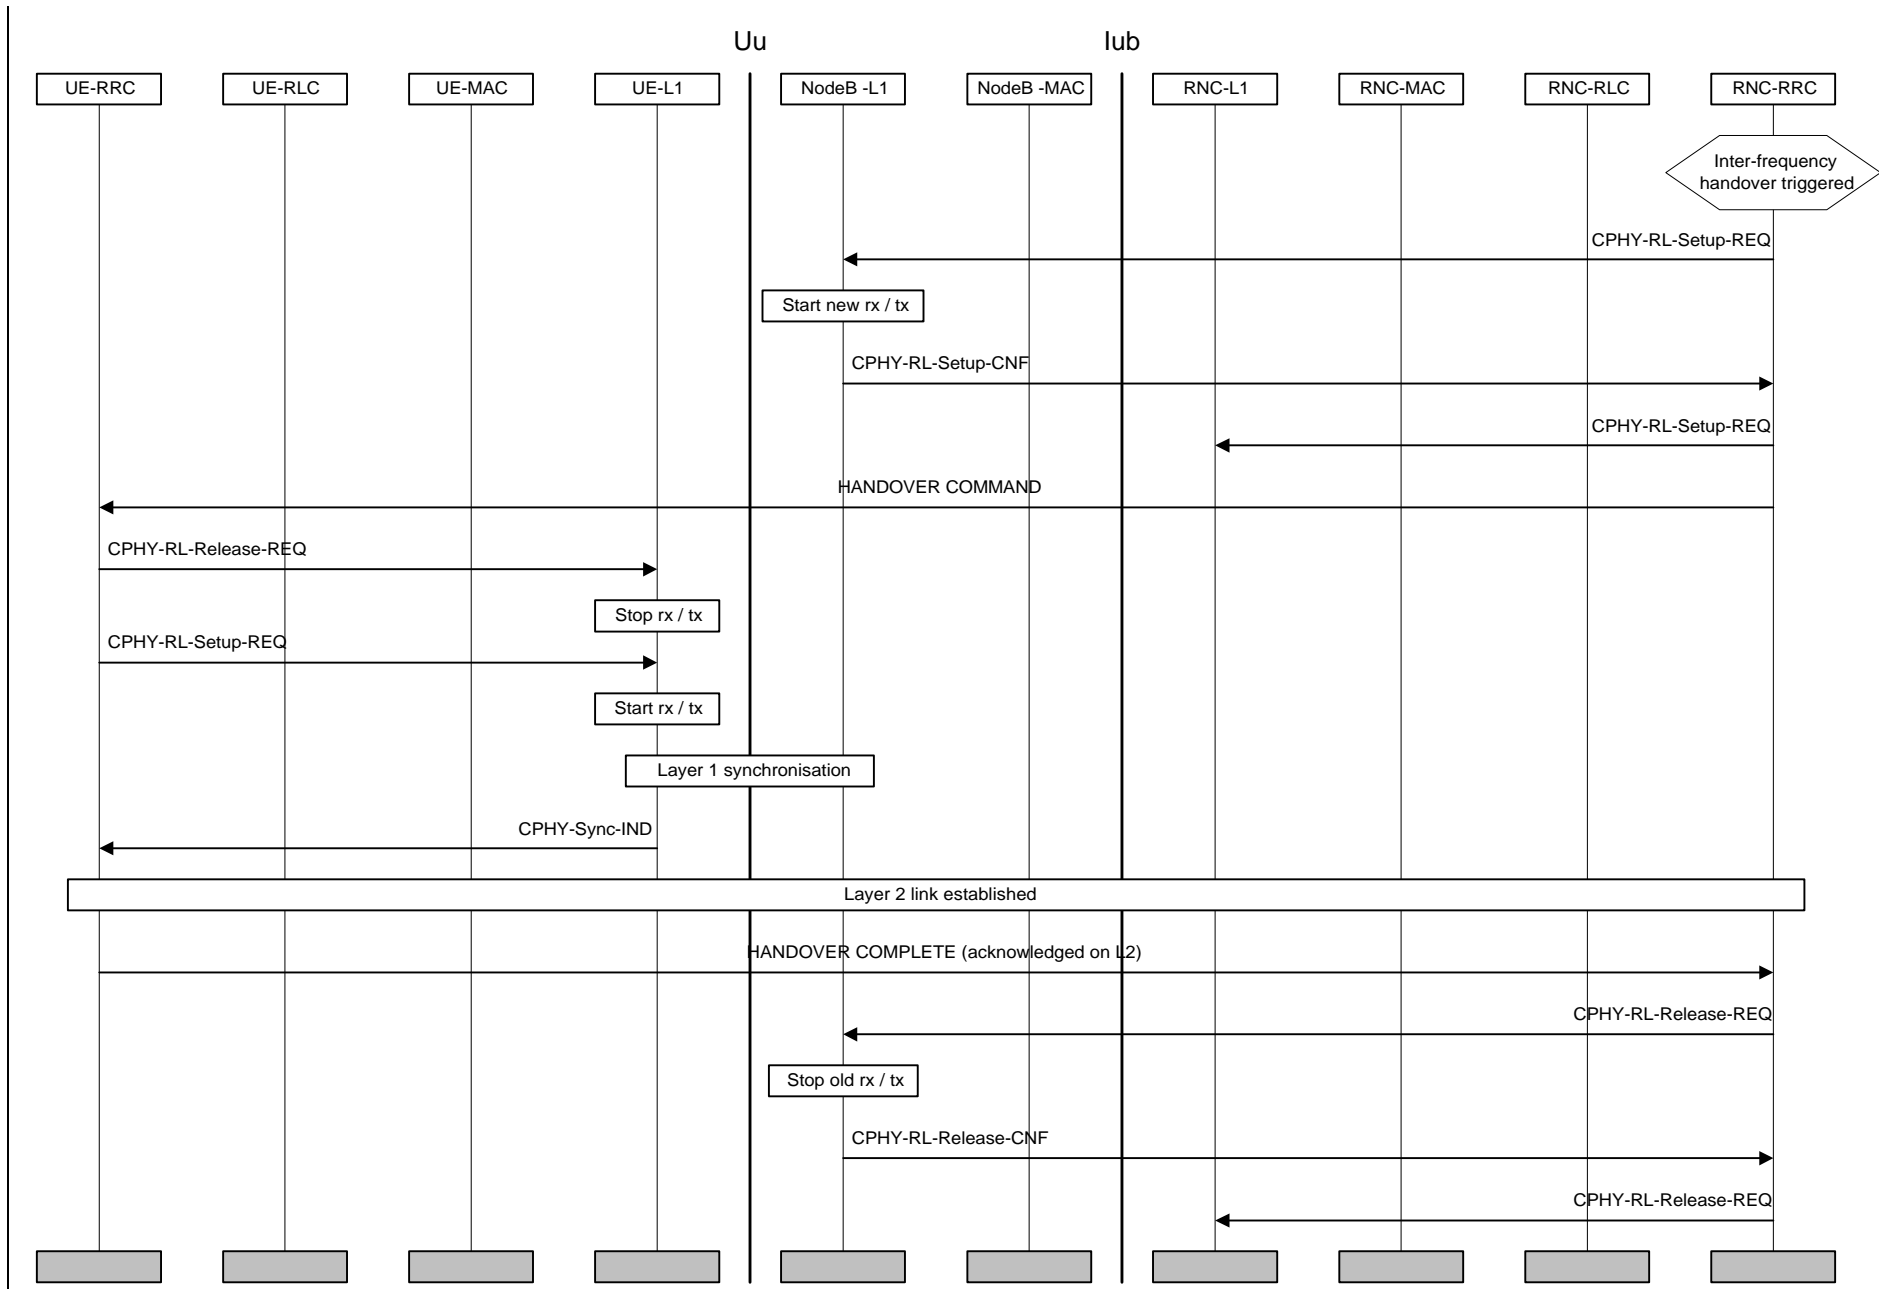 Uu
Iub
UE-RRC
UE-RLC
UE-MAC
UE-L1
NodeB -L1
NodeB -MAC
RNC-L1
RNC-MAC
RNC-RLC
RNC-RRC
Inter-frequency
handover triggered
CPHY-RL-Setup-REQ
Start new rx / tx
CPHY-RL-Setup-CNF
CPHY-RL-Setup-REQ
HANDOVER COMMAND
CPHY-RL-Release-REQ
Stop rx / tx
CPHY-RL-Setup-REQ
Start rx / tx
Layer 1 synchronisation
CPHY-Sync-IND
Layer 2 link established
HANDOVER COMPLETE (acknowledged on L2)
CPHY-RL-Release-REQ
Stop old rx / tx
CPHY-RL-Release-CNF
CPHY-RL-Release-REQ